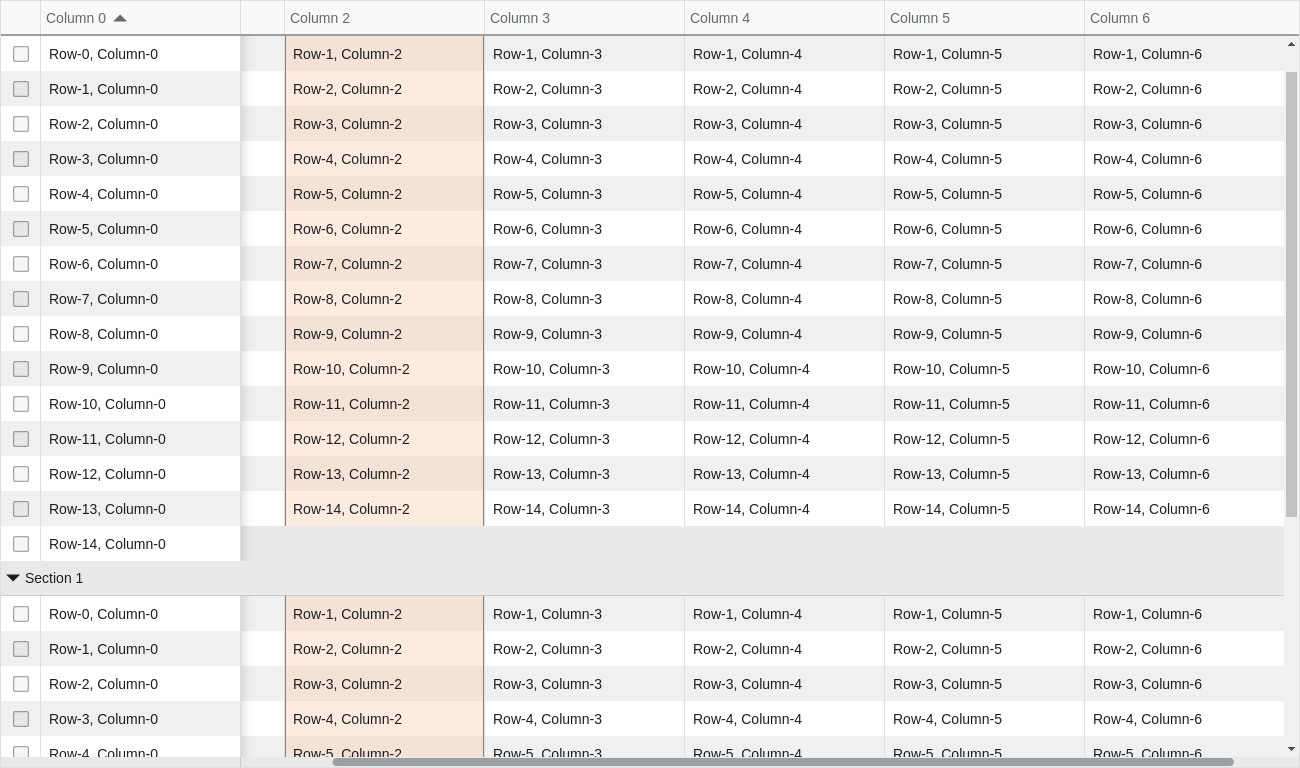 Column 0 Column 2 Column 3 Column 4 Column 5 Column 6
Row-0, Column-0 Row-1, Column-2 Row-1, Column-3 Row-1, Column-4 Row-1, Column-5 Row-1, Column-6
Row-1, Column-0 Row-2, Column-2 Row-2, Column-3 Row-2, Column-4 Row-2, Column-5 Row-2, Column-6
Row-2, Column-0 Row-3, Column-2 Row-3, Column-3 Row-3, Column-4 Row-3, Column-5 Row-3, Column-6
Row-3, Column-0 Row-4, Column-2 Row-4, Column-3 Row-4, Column-4 Row-4, Column-5 Row-4, Column-6
Row-4, Column-0 Row-5, Column-2 Row-5, Column-3 Row-5, Column-4 Row-5, Column-5 Row-5, Column-6
Row-5, Column-0 Row-6, Column-2 Row-6, Column-3 Row-6, Column-4 Row-6, Column-5 Row-6, Column-6
Row-6, Column-0 Row-7, Column-2 Row-7, Column-3 Row-7, Column-4 Row-7, Column-5 Row-7, Column-6
Row-7, Column-0 Row-8, Column-2 Row-8, Column-3 Row-8, Column-4 Row-8, Column-5 Row-8, Column-6
Row-8, Column-0 Row-9, Column-2 Row-9, Column-3 Row-9, Column-4 Row-9, Column-5 Row-9, Column-6
Row-9, Column-0 Row-10, Column-2 Row-10, Column-3 Row-10, Column-4 Row-10, Column-5 Row-10, Column-6
Row-10, Column-0 Row-11, Column-2 Row-11, Column-3 Row-11, Column-4 Row-11, Column-5 Row-11, Column-6
Row-11, Column-0 Row-12, Column-2 Row-12, Column-3 Row-12, Column-4 Row-12, Column-5 Row-12, Column-6
Row-12, Column-0 Row-13, Column-2 Row-13, Column-3 Row-13, Column-4 Row-13, Column-5 Row-13, Column-6
Row-13, Column-0 Row-14, Column-2 Row-14, Column-3 Row-14, Column-4 Row-14, Column-5 Row-14, Column-6
Row-14, Column-0
Section 1
Row-0, Column-0 Row-1, Column-2 Row-1, Column-3 Row-1, Column-4 Row-1, Column-5 Row-1, Column-6
Row-1, Column-0 Row-2, Column-2 Row-2, Column-3 Row-2, Column-4 Row-2, Column-5 Row-2, Column-6
Row-2, Column-0 Row-3, Column-2 Row-3, Column-3 Row-3, Column-4 Row-3, Column-5 Row-3, Column-6
Row-3, Column-0 Row-4, Column-2 Row-4, Column-3 Row-4, Column-4 Row-4, Column-5 Row-4, Column-6
Row-4, Column-0 Row-5, Column-2 Row-5, Column-3 Row-5, Column-4 Row-5, Column-5 Row-5, Column-6